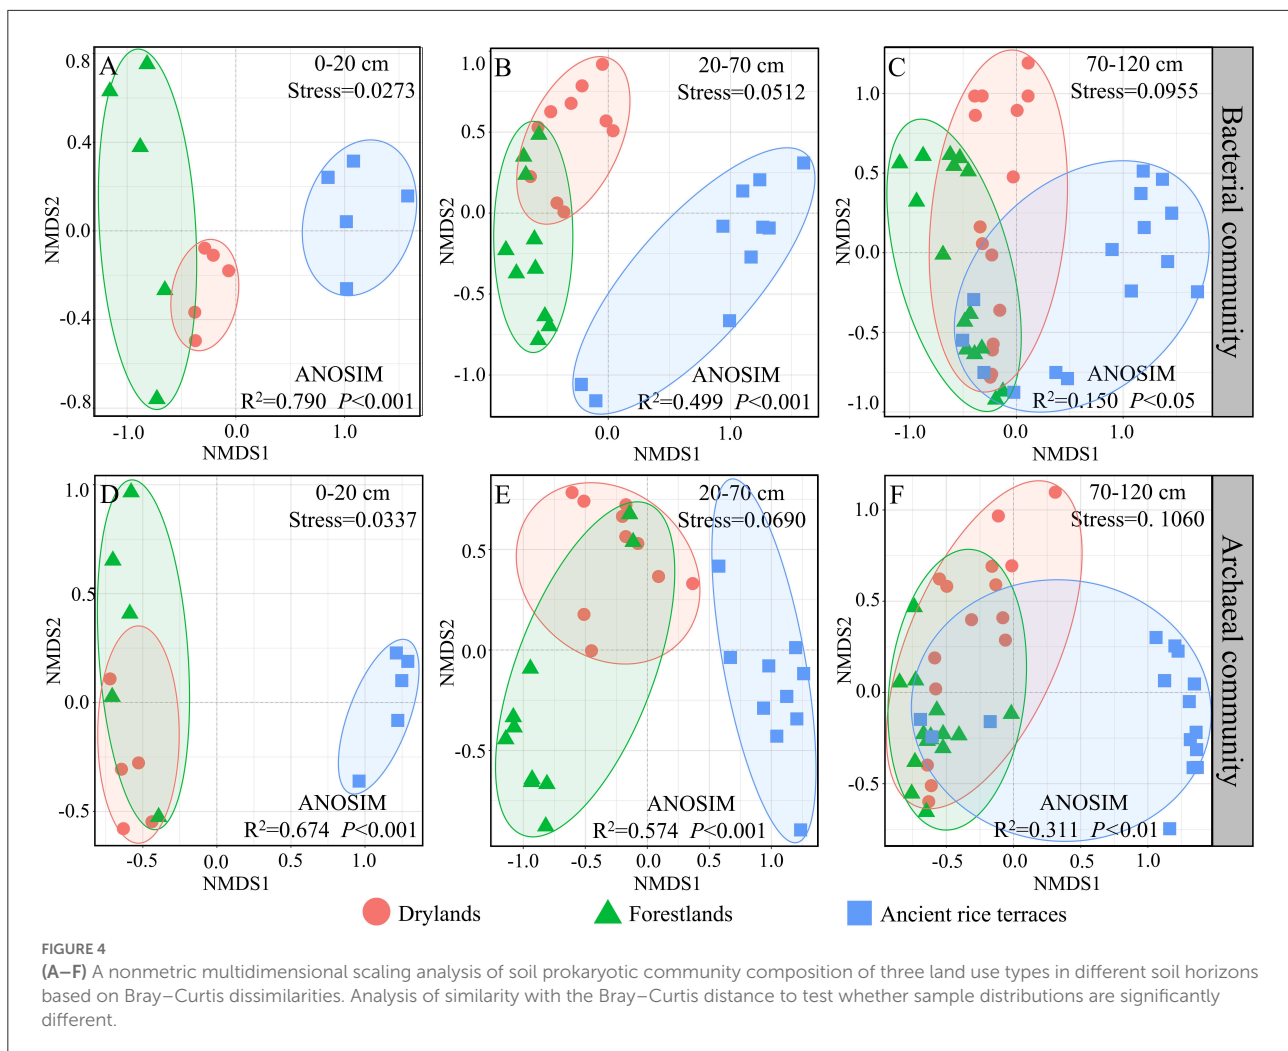 A
0-20 cm
Stress=0.0273
0.8
0.4
0.0
-0.4
-0.8
NMDS2
ANOSIM
R²=0.790 P<0.001
-1.0
0.0
1.0
NMDS1
B
20-70 cm
Stress=0.0512
1.0
0.5
0.0
-0.5
-1.0
NMDS2
ANOSIM
R²=0.499 P<0.001
0.0
1.0
NMDS1
C
70-120 cm
Stress=0.0955
1.0
0.5
0.0
-0.5
-1.0
NMDS2
ANOSIM
R²=0.150 P<0.05
-1.0
0.0
1.0
NMDS1
Bacterial community
D
0-20 cm
Stress=0.0337
1.0
0.5
0.0
-0.5
NMDS2
ANOSIM
R²=0.674 P<0.001
-0.5
0.0
0.5
1.0
NMDS1
E
20-70 cm
Stress=0.0690
0.5
0.0
-0.5
NMDS2
ANOSIM
R²=0.574 P<0.001
-1.0
-0.5
0.0
0.5
1.0
NMDS1
F
70-120 cm
Stress=0. 1060
1.0
0.5
0.0
-0.5
NMDS2
ANOSIM
R²=0.311 P<0.01
-0.5
0.0
0.5
1.0
NMDS1
Archaeal community
Drylands
Forestlands
Ancient rice terraces
FIGURE 4
(A–F) A nonmetric multidimensional scaling analysis of soil prokaryotic community composition of three land use types in different soil horizons
based on Bray–Curtis dissimilarities. Analysis of similarity with the Bray–Curtis distance to test whether sample distributions are significantly
different.